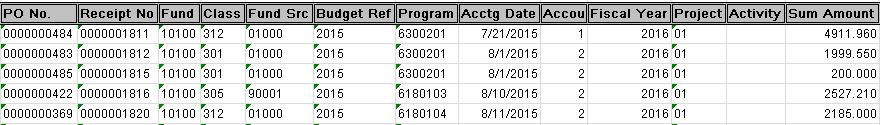 PO No. Receipt No Fund Class Fund Src Budget Ref Program Acctg Date Accou Fiscal Year Project Activity Sum Amount
0000000484 0000001811 10100 312 01000 2015 6300201 7/21/2015 1 2016 01 4911.960
0000000483 0000001812 10100 301 01000 2015 6300201 8/1/2015 2 2016 01 1999.550
0000000485 0000001815 10100 301 01000 2015 6300201 8/1/2015 2 2016 01 200.000
0000000422 0000001816 10100 305 90001 2015 6180103 8/10/2015 2 2016 01 2527.210
0000000369 0000001820 10100 312 01000 2015 6180104 8/11/2015 2 2016 01 2185.000